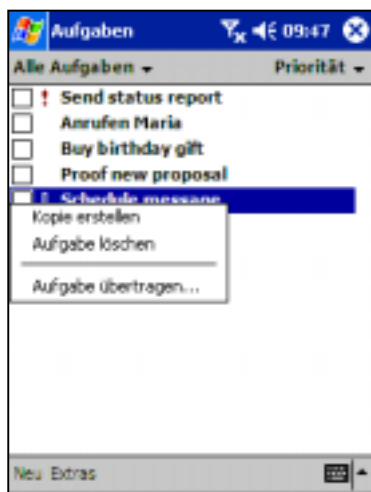 Aufgaben 09:47
Alle Aufgaben Priorität
! Send status report
Anrufen Maria
Buy birthday gift
Proof new proposal
Schedule message
Kopie erstellen
Aufgabe löschen
Aufgabe übertragen...
Neu Extras